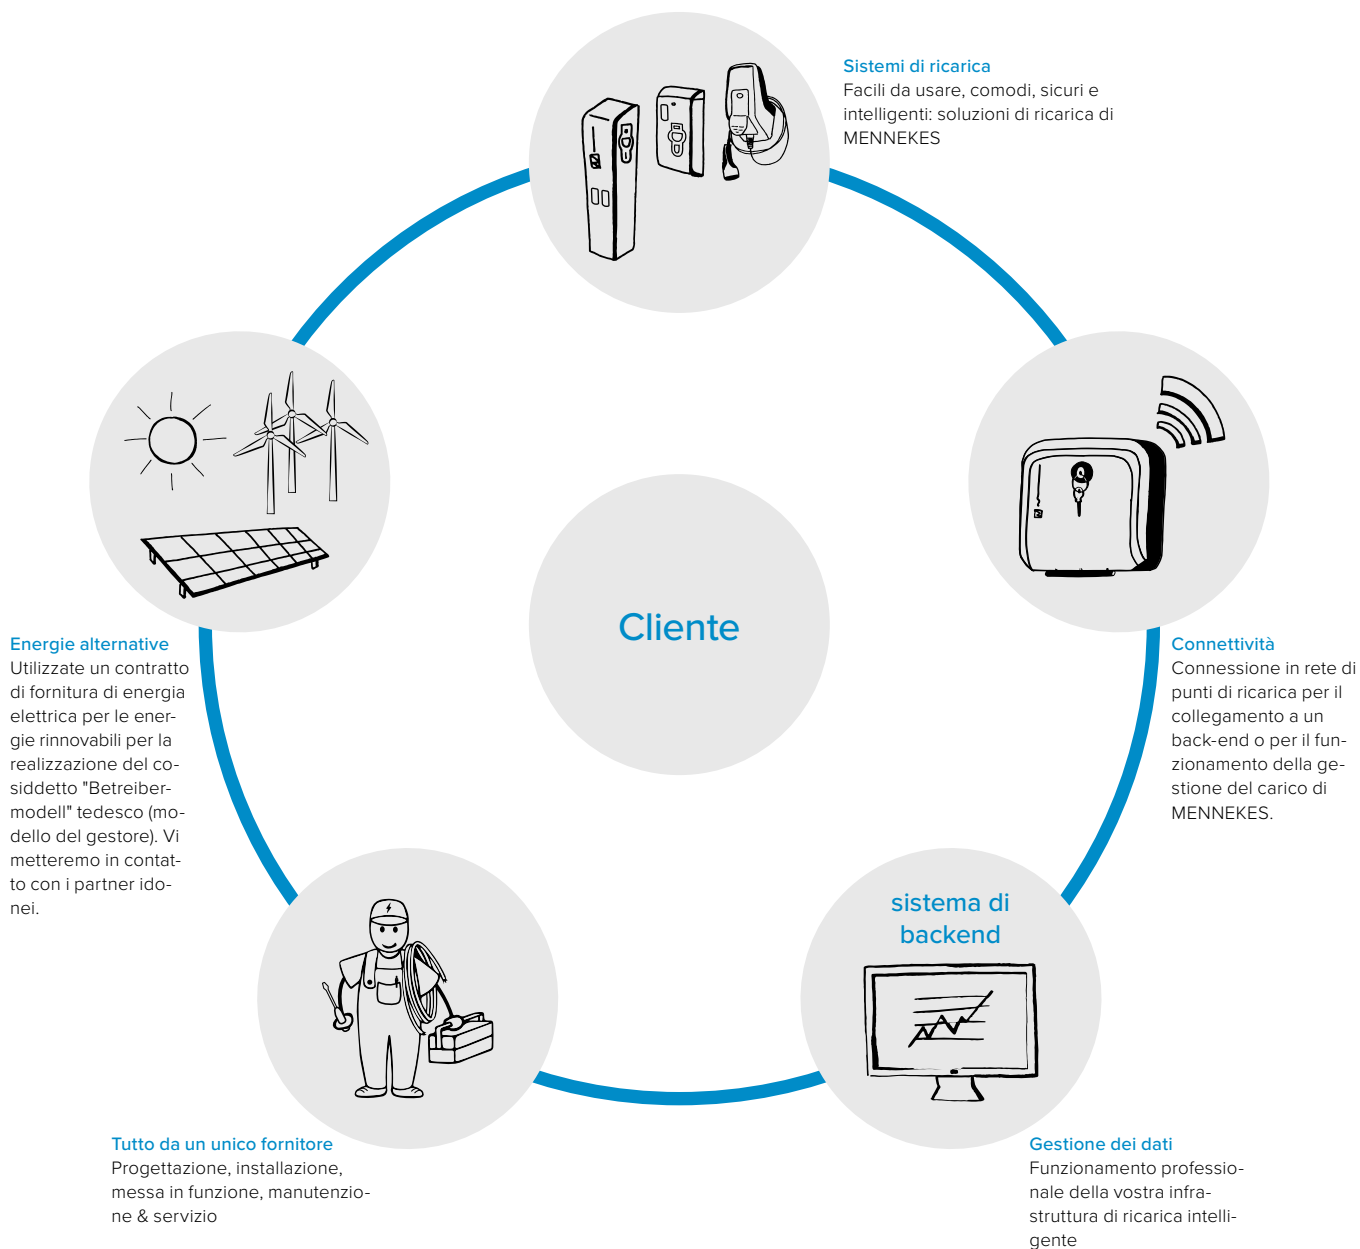 Sistemi di ricarica
Facili da usare, comodi, sicuri e
intelligenti: soluzioni di ricarica di
MENNEKES
Cliente
Energie alternative
Utilizzate un contratto
di fornitura di energia
elettrica per le ener-
gie rinnovabili per la
realizzazione del co-
siddetto "Betreiber-
modell" tedesco (mo-
dello del gestore). Vi
metteremo in contat-
to con i partner ido-
nei.
Connettività
Connessione in rete di
punti di ricarica per il
collegamento a un
back-end o per il fun-
zionamento della ge-
stione del carico di
MENNEKES.
sistema di
backend
Tutto da un unico fornitore
Progettazione, installazione,
messa in funzione, manutenzio-
ne & servizio
Gestione dei dati
Funzionamento professio-
nale della vostra infra-
struttura di ricarica intelli-
gente